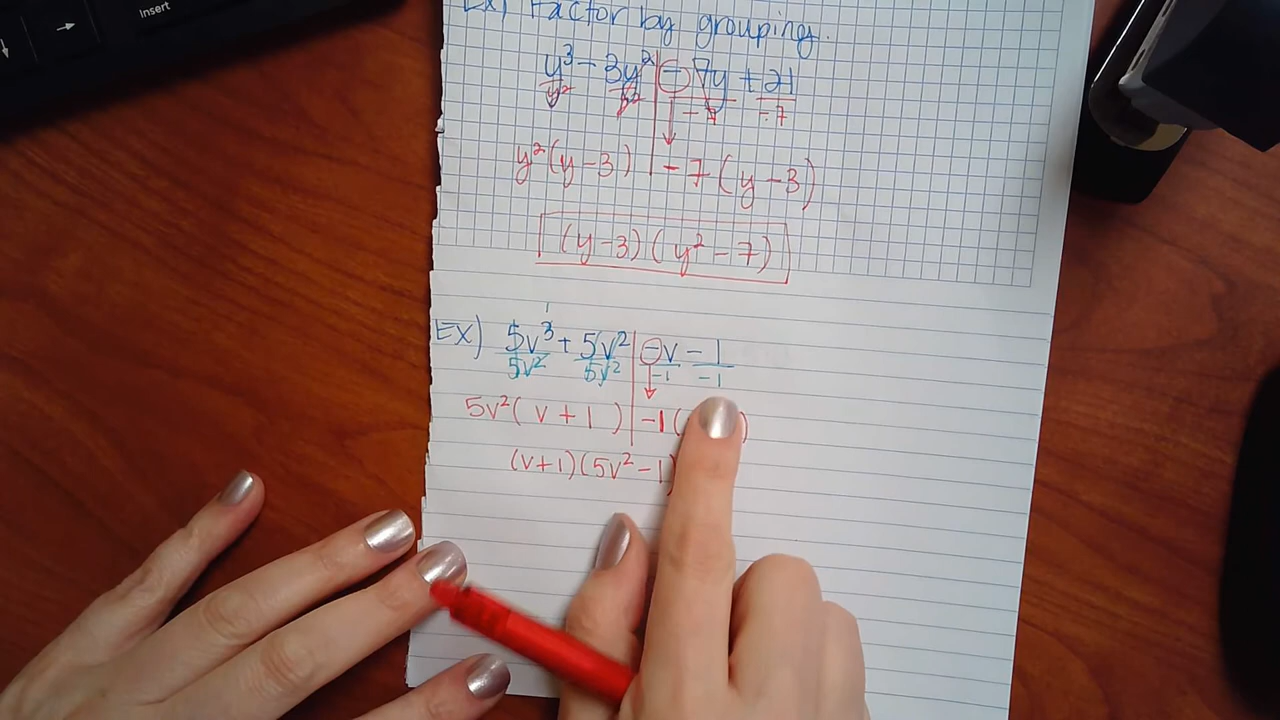 Insert
Ex) Factor by grouping.
y³ - 3y² - 7y + 21
y² y² -7 -7
y²(y-3) -7(y-3)
(y-3)(y²-7)
Ex) 5v³ + 5v² - v - 1
5v² 5v² -1 -1
5v²(v+1) -1( )
(v+1)(5v²-1)